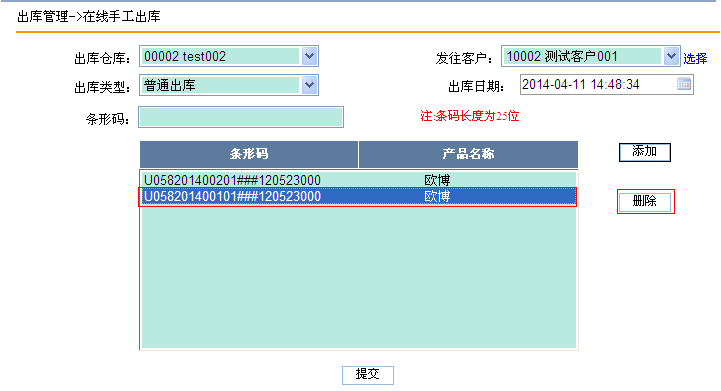 出库管理->在线手工出库
出库仓库： 00002 test002 发往客户： 10002 测试客户001 选择
出库类型： 普通出库 出库日期： 2014-04-11 14:48:34
条形码： 注:条码长度为25位
条形码 产品名称 添加
U058201400201###120523000 欧博
U058201400101###120523000 欧博 删除
提交